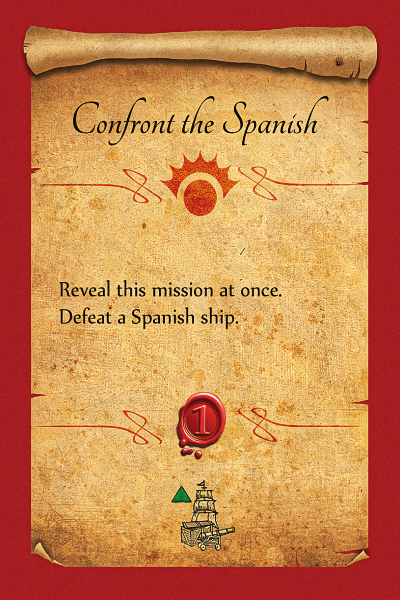 Confront the Spanish
Reveal this mission at once.
Defeat a Spanish ship.
1